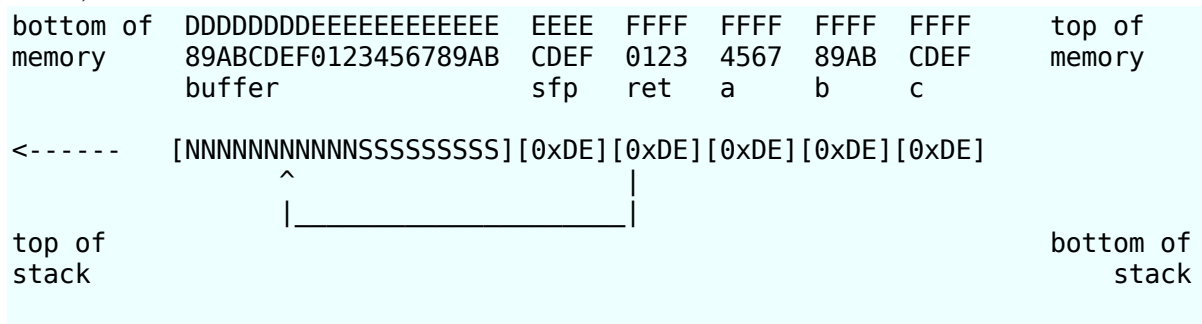 bottom of  DDDDDDDDEEEEEEEEEEEE  EEEE  FFFF  FFFF  FFFF  FFFF     top of
memory     89ABCDEF0123456789AB  CDEF  0123  4567  89AB  CDEF     memory
           buffer                sfp   ret   a     b     c
<------   [NNNNNNNNNNNSSSSSSSSS][0xDE][0xDE][0xDE][0xDE][0xDE]
                 ^                     |
                 |_____________________|
top of                                                            bottom of
stack                                                                 stack